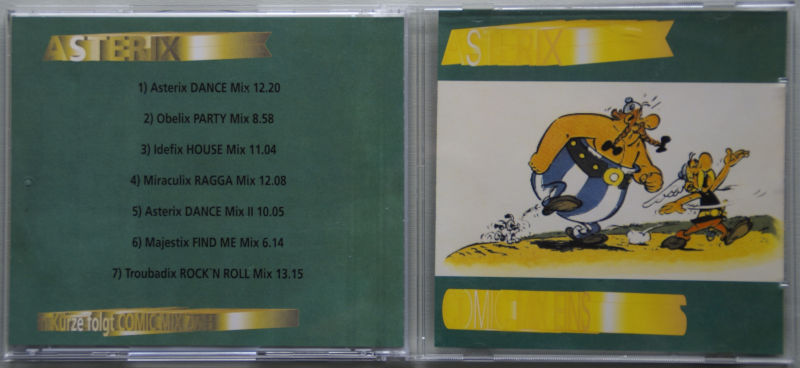 ASTERIX
1) Asterix DANCE Mix 12.20
2) Obelix PARTY Mix 8.58
3) Idefix HOUSE Mix 11.04
4) Miraculix RAGGA Mix 12.08
5) Asterix DANCE Mix II 10.05
6) Majestix FIND ME Mix 6.14
7) Troubadix ROCK`N ROLL Mix 13.15
Kürze folgt COMIC MIX
ASTERIX
COMIC